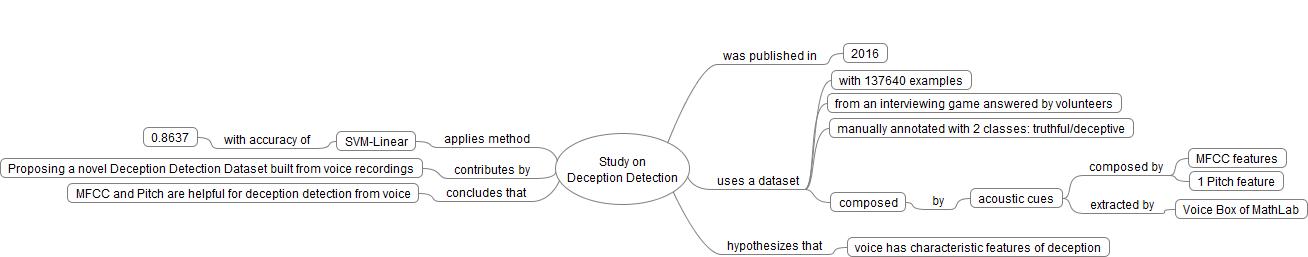 was published in
2016
with 137640 examples
from an interviewing game answered by volunteers
manually annotated with 2 classes: truthful/deceptive
0.8637
with accuracy of
SVM-Linear
applies method
Study on
Deception Detection
Proposing a novel Deception Detection Dataset built from voice recordings
contributes by
MFCC and Pitch are helpful for deception detection from voice
concludes that
uses a dataset
composed
by
acoustic cues
composed by
MFCC features
1 Pitch feature
extracted by
Voice Box of MathLab
hypothesizes that
voice has characteristic features of deception